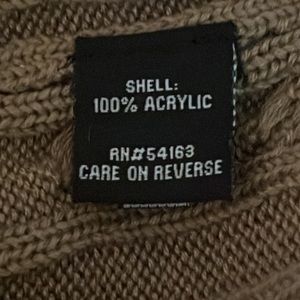 SHELL:
100% ACRYLIC
RN#54163
CARE ON REVERSE